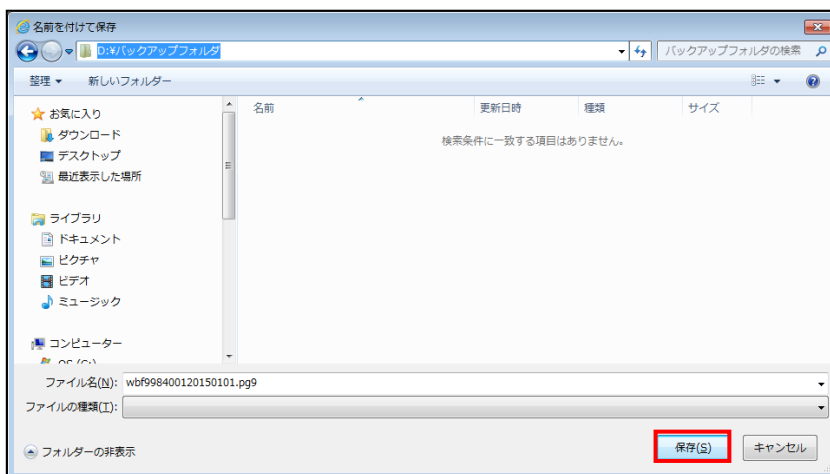 名前を付けて保存
D:¥バックアップフォルダ
バックアップフォルダの検索
整理 新しいフォルダー
名前 更新日時 種類 サイズ
検索条件に一致する項目はありません。
お気に入り
ダウンロード
デスクトップ
最近表示した場所
ライブラリ
ドキュメント
ピクチャ
ビデオ
ミュージック
コンピューター
OS (C:)
ファイル名(N): wbf998400120150101.pg9
ファイルの種類(T):
フォルダーの非表示
保存(S)
キャンセル